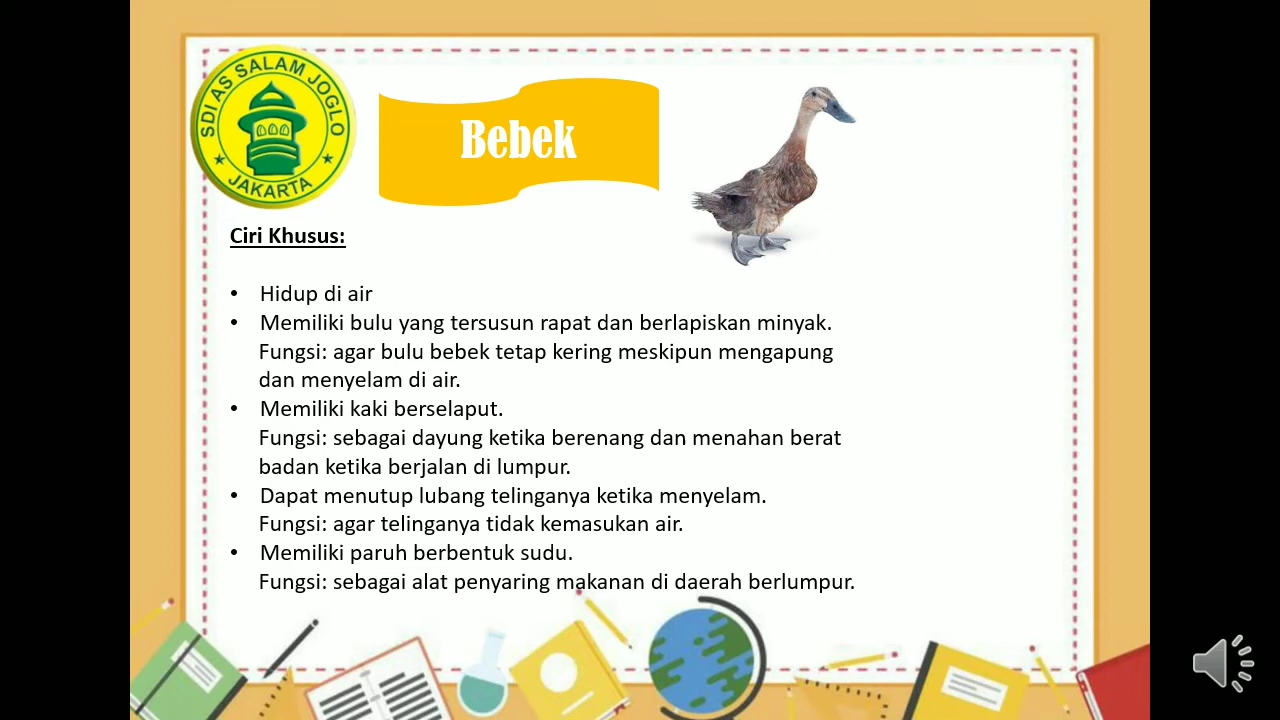 SDI AS SALAM JOGLO
JAKARTA
Bebek
Ciri Khusus:
• Hidup di air
• Memiliki bulu yang tersusun rapat dan berlapiskan minyak.
Fungsi: agar bulu bebek tetap kering meskipun mengapung
dan menyelam di air.
• Memiliki kaki berselaput.
Fungsi: sebagai dayung ketika berenang dan menahan berat
badan ketika berjalan di lumpur.
• Dapat menutup lubang telinganya ketika menyelam.
Fungsi: agar telinganya tidak kemasukan air.
• Memiliki paruh berbentuk sudu.
Fungsi: sebagai alat penyaring makanan di daerah berlumpur.